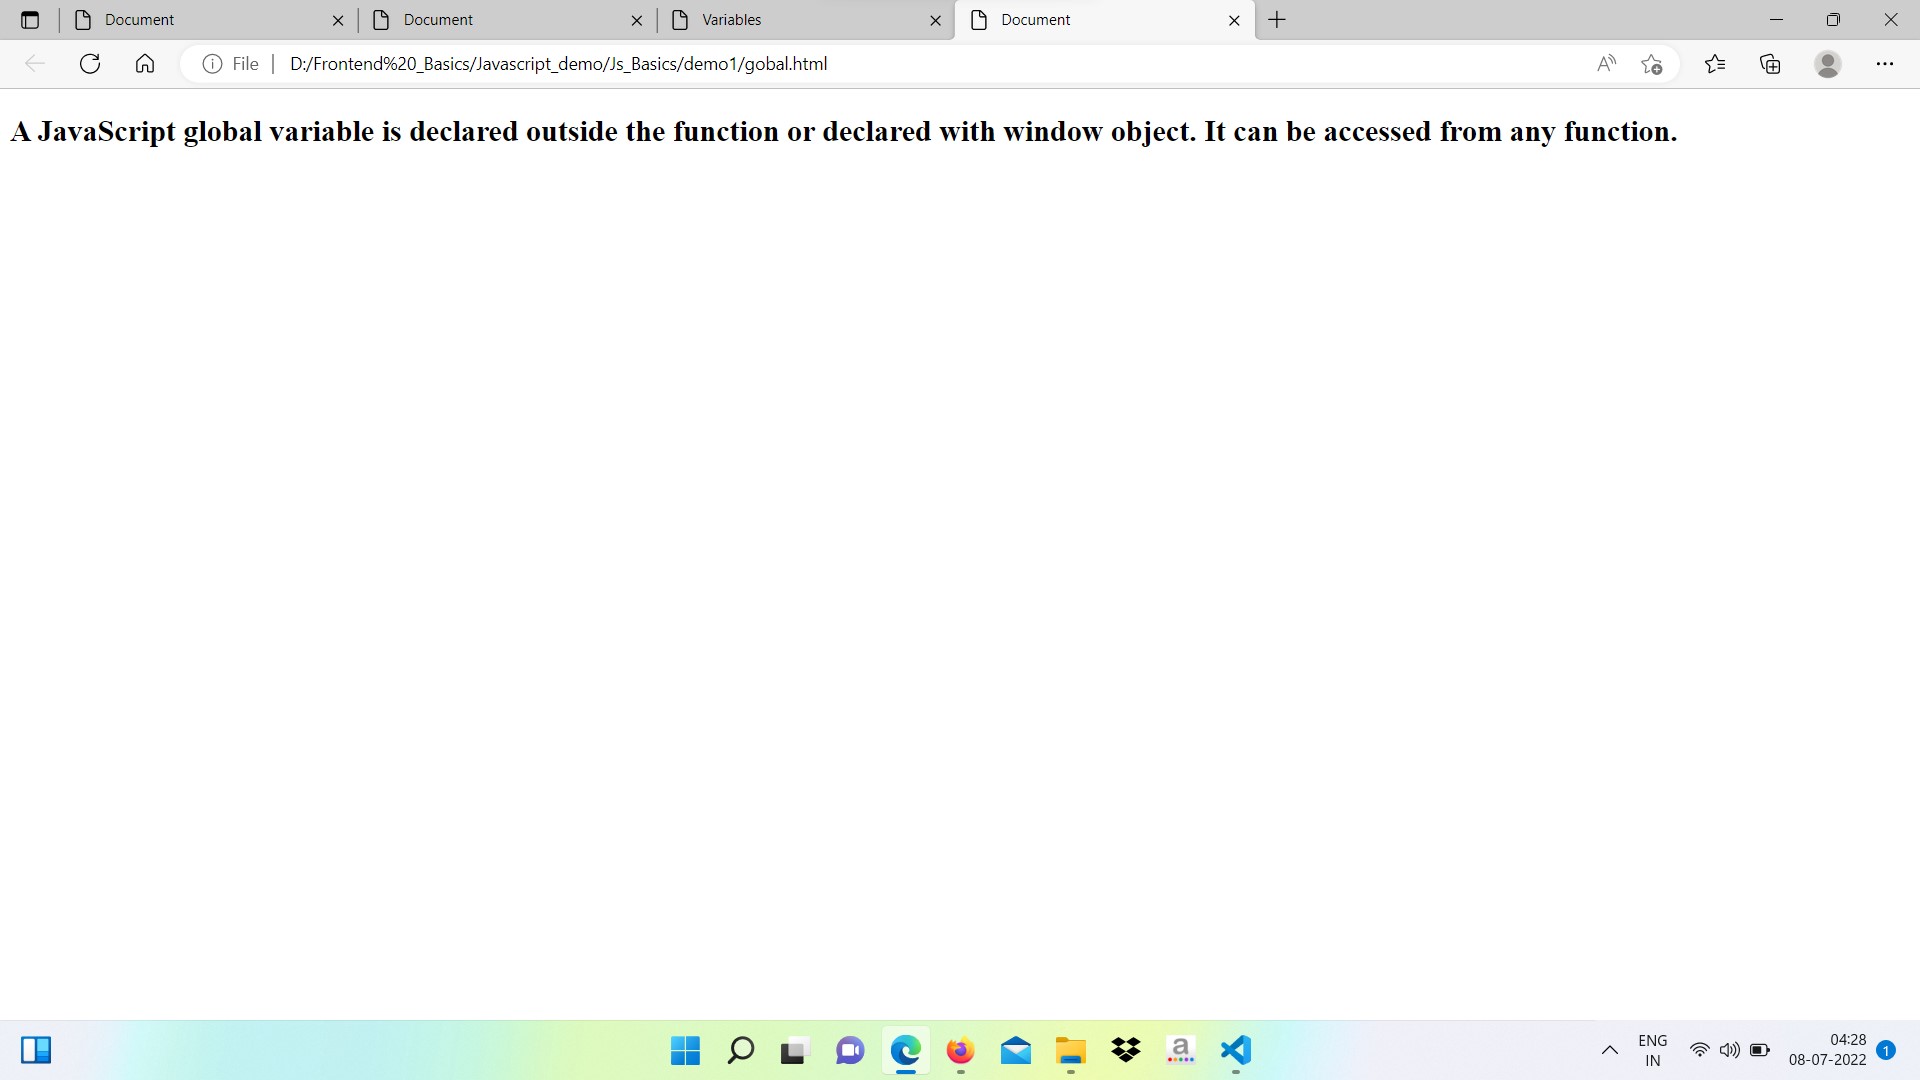 Document
Document
Variables
Document
File
D:/Frontend%20_Basics/Javascript_demo/Js_Basics/demo1/gobal.html
A JavaScript global variable is declared outside the function or declared with window object. It can be accessed from any function.
a
ENG
IN
04:28
08-07-2022
1